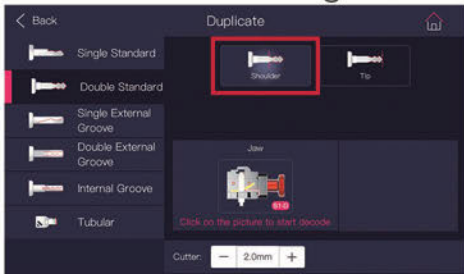 Back
Duplicate
Single Standard
Double Standard
Single External
Groove
Double External
Groove
Internal Groove
Tubular
Shoulder
Tip
Jaw
S1-D
Click on the picture to start decode
Cutter:
− 2.0mm +